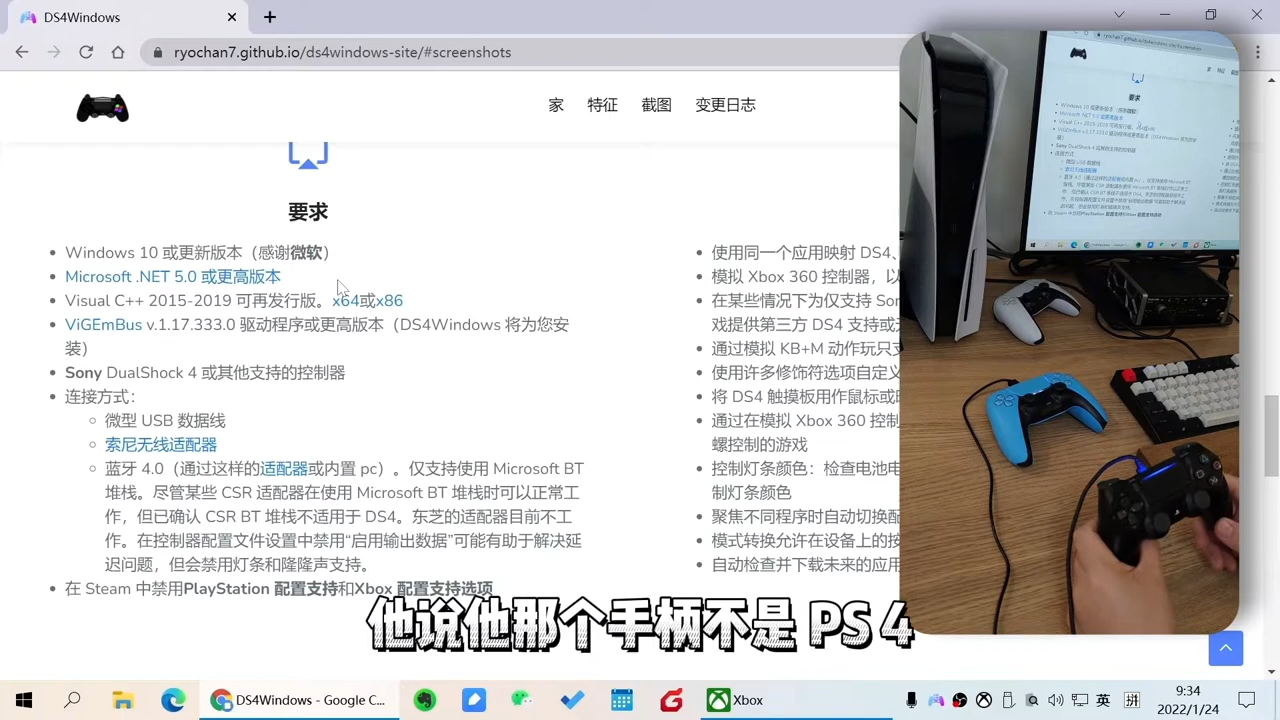 DS4Windows
ryochan7.github.io/ds4windows-site/#screenshots
家 特征 截图 变更日志
要求
Windows 10 或更新版本（感谢微软）
Microsoft .NET 5.0 或更高版本
Visual C++ 2015-2019 可再发行版。x64或x86
ViGEmBus v.1.17.333.0 驱动程序或更高版本（DS4Windows 将为您安
装）
Sony DualShock 4 或其他支持的控制器
连接方式：
微型 USB 数据线
索尼无线适配器
蓝牙 4.0（通过这样的适配器或内置 pc）。仅支持使用 Microsoft BT
堆栈。尽管某些 CSR 适配器在使用 Microsoft BT 堆栈时可以正常工
作，但已确认 CSR BT 堆栈不适用于 DS4。东芝的适配器目前不工
作。在控制器配置文件设置中禁用“启用输出数据”可能有助于解决延
迟问题，但会禁用灯条和隆隆声支持。
在 Steam 中禁用PlayStation 配置支持和Xbox 配置支持选项
使用同一个应用映射 DS4、
模拟 Xbox 360 控制器，以
在某些情况下为仅支持 Son
戏提供第三方 DS4 支持或
通过模拟 KB+M 动作玩只支
使用许多修饰符选项自定义
将 DS4 触摸板用作鼠标或
通过在模拟 Xbox 360 控制
螺控制的游戏
控制灯条颜色：检查电池电
制灯条颜色
聚焦不同程序时自动切换配
模式转换允许在设备上的按
自动检查并下载未来的应用
要求
他说他那个手柄不是 PS 4
DS4Windows - Google C...
Xbox
英
拼
9:34
2022/1/24